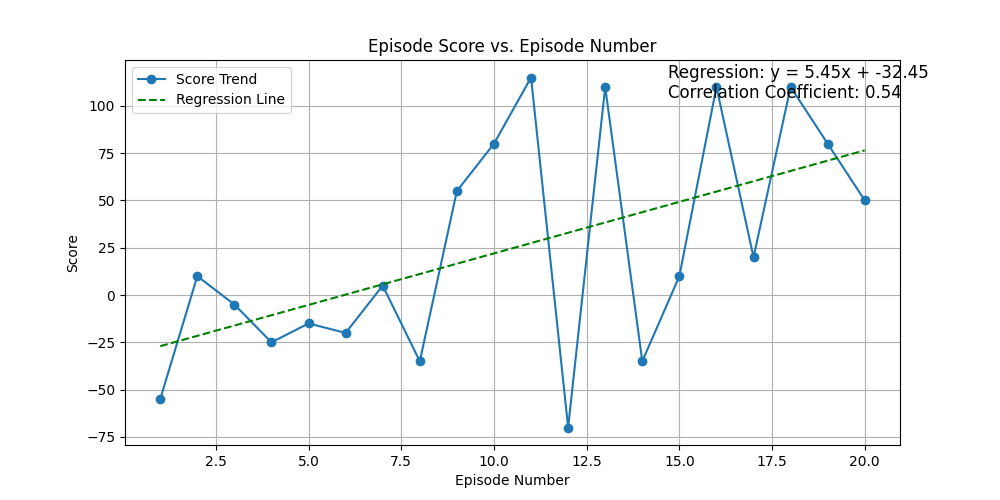 Episode Score vs. Episode Number
Score Trend
Regression Line
Regression: y = 5.45x + -32.45
Correlation Coefficient: 0.54
Score
100
75
50
25
0
−25
−50
−75
2.5 5.0 7.5 10.0 12.5 15.0 17.5 20.0
Episode Number